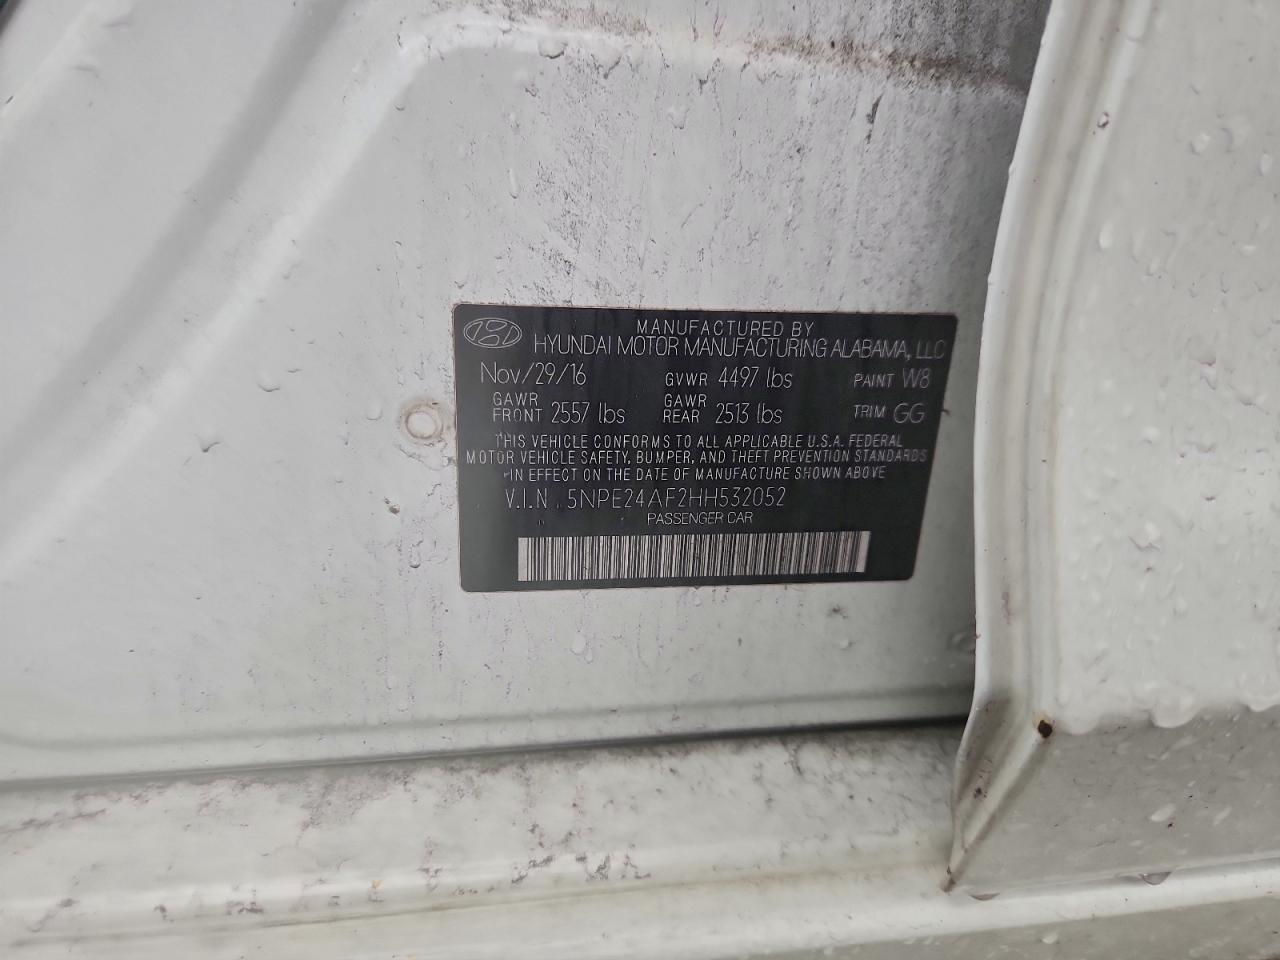 MANUFACTURED BY
HYUNDAI MOTOR MANUFACTURING ALABAMA, LLC
Nov/29/16 GVWR 4497 lbs PAINT W8
GAWR FRONT 2557 lbs GAWR REAR 2513 lbs TRIM GG
THIS VEHICLE CONFORMS TO ALL APPLICABLE U.S.A. FEDERAL
MOTOR VEHICLE SAFETY, BUMPER, AND THEFT PREVENTION STANDARDS
IN EFFECT ON THE DATE OF MANUFACTURE SHOWN ABOVE
V.I.N 5NPE24AF2HH532052
PASSENGER CAR